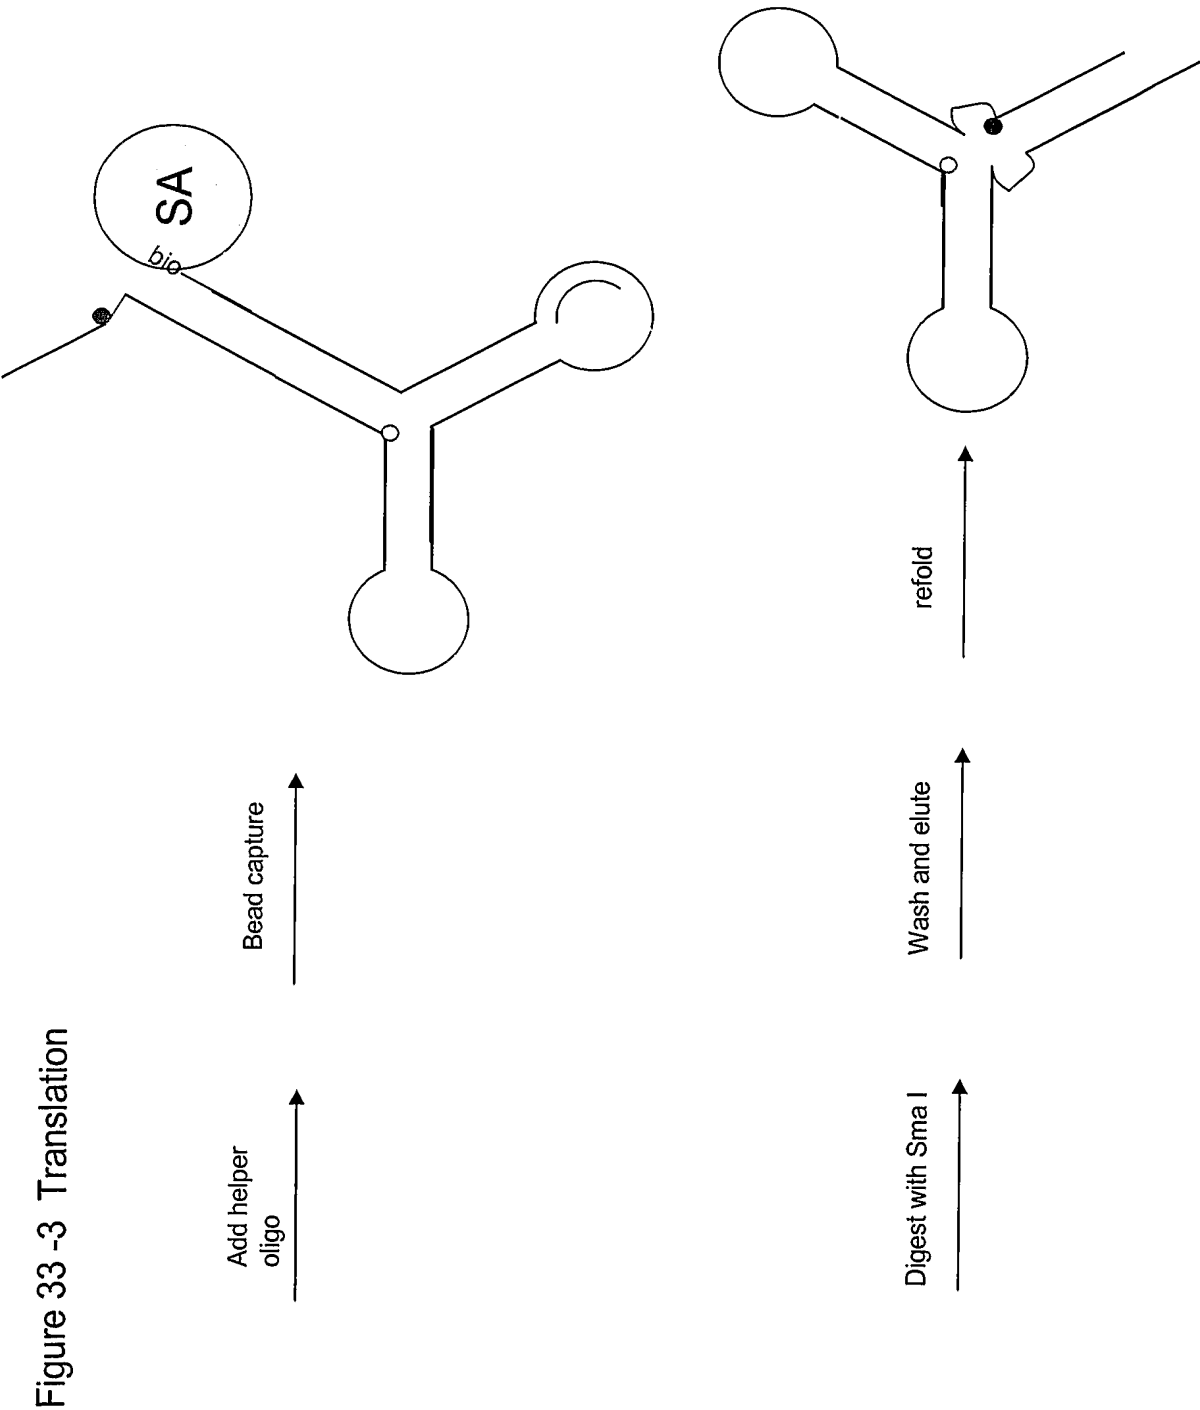 Figure 33 -3 Translation
Add helper
oligo
Bead capture
bio
SA
Digest with Sma I
Wash and elute
refold